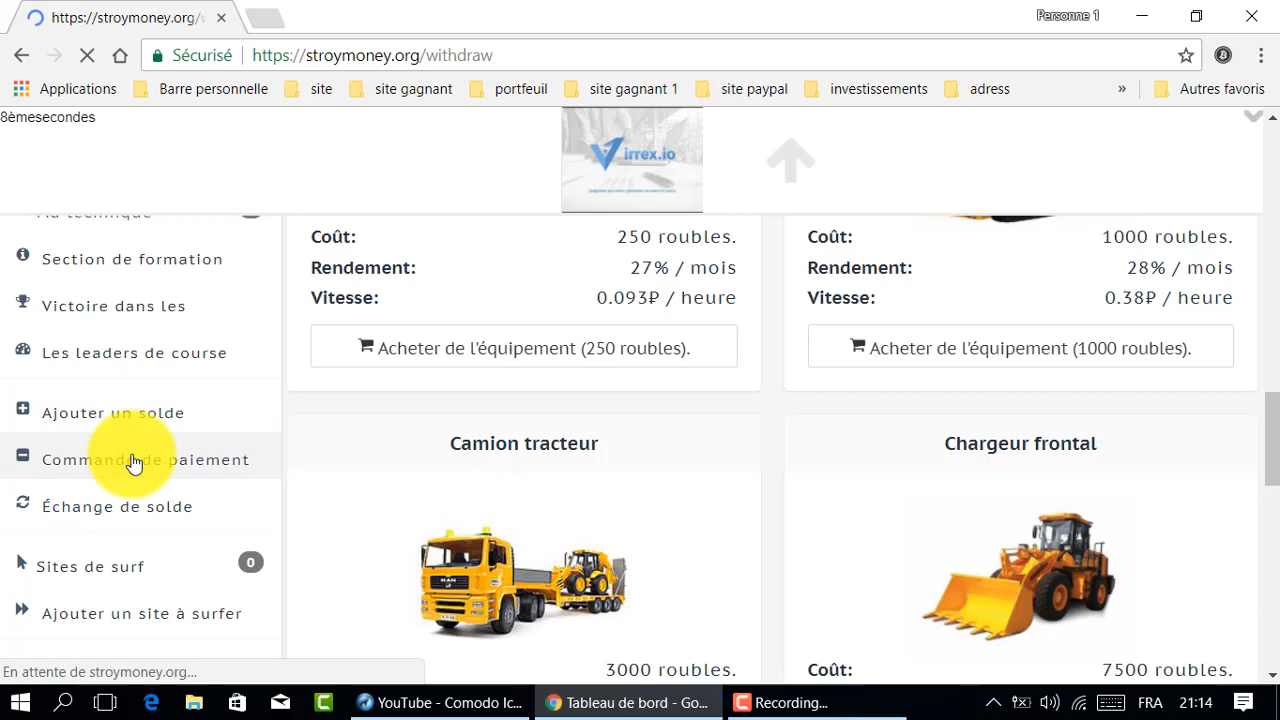 https://stroymoney.org/
Personne 1
Sécurisé
https://stroymoney.org/withdraw
Applications
Barre personnelle
site
site gagnant
portfeuil
site gagnant 1
site paypal
investissements
adress
»
Autres favoris
8èmesecondes
irrex.io
Ma technique
Section de formation
Victoire dans les
Les leaders de course
Ajouter un solde
Commande de paiement
Échange de solde
Sites de surf 0
Ajouter un site à surfer
Coût: 250 roubles.
Rendement: 27% / mois
Vitesse: 0.093₽ / heure
Acheter de l'équipement (250 roubles).
Coût: 1000 roubles.
Rendement: 28% / mois
Vitesse: 0.38₽ / heure
Acheter de l'équipement (1000 roubles).
Camion tracteur
3000 roubles.
Chargeur frontal
Coût: 7500 roubles.
En attente de stroymoney.org...
YouTube - Comodo Ic...
Tableau de bord - Go...
Recording...
FRA
21:14